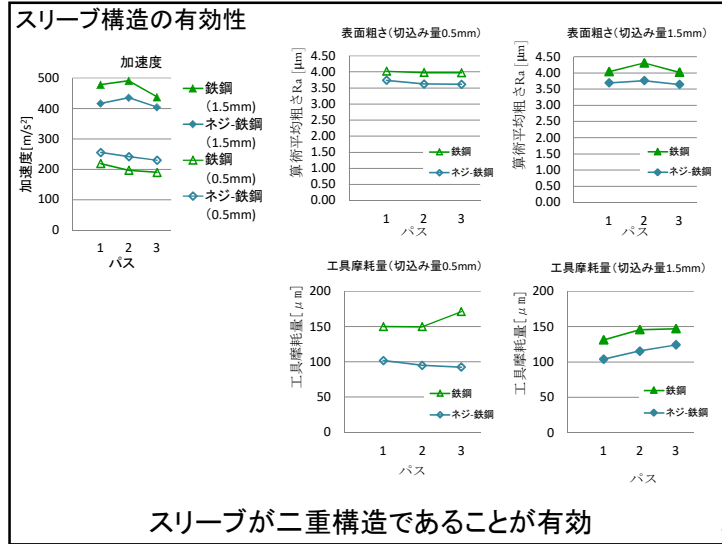 スリーブ構造の有効性
加速度
500
400
300
200
100
0
加速度[m/s²]
1 2 3
パス
鉄鋼
(1.5mm)
ネジ-鉄鋼
(1.5mm)
鉄鋼
(0.5mm)
ネジ-鉄鋼
(0.5mm)
表面粗さ(切込み量0.5mm)
4.50
4.00
3.50
3.00
2.50
2.00
1.50
1.00
0.50
0.00
算術平均粗さRa [μm]
鉄鋼
ネジ-鉄鋼
1 2 3
パス
表面粗さ(切込み量1.5mm)
4.50
4.00
3.50
3.00
2.50
2.00
1.50
1.00
0.50
0.00
算術平均粗さRa [μm]
鉄鋼
ネジ-鉄鋼
1 2 3
パス
工具摩耗量(切込み量0.5mm)
200
150
100
50
0
工具摩耗量[μm]
鉄鋼
ネジ-鉄鋼
1 2 3
パス
工具摩耗量(切込み量1.5mm)
200
150
100
50
0
工具摩耗量[μm]
鉄鋼
ネジ-鉄鋼
1 2 3
パス
スリーブが二重構造であることが有効